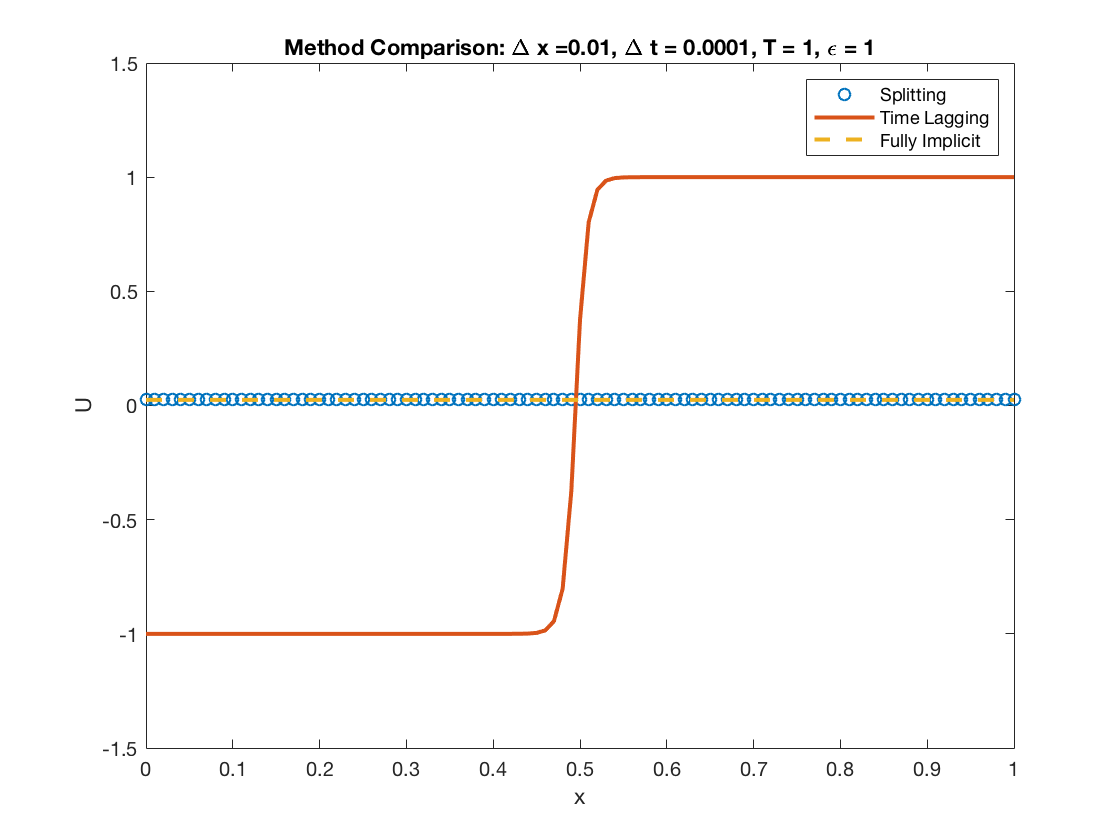 Method Comparison: Δ x =0.01, Δ t = 0.0001, T = 1, ϵ = 1
Splitting
Time Lagging
Fully Implicit
1.5
1
0.5
0
-0.5
-1
-1.5
U
0 0.1 0.2 0.3 0.4 0.5 0.6 0.7 0.8 0.9 1
x